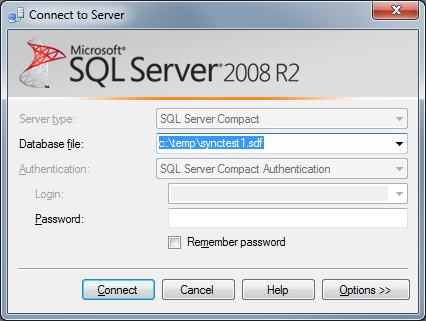 Connect to Server
Microsoft®
SQL Server® 2008 R2
Server type: SQL Server Compact
Database file: c:\temp\synctest1.sdf
Authentication: SQL Server Compact Authentication
Login:
Password:
Remember password
Connect Cancel Help Options >>